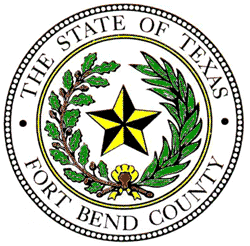 THE STATE OF TEXAS
FORT BEND COUNTY